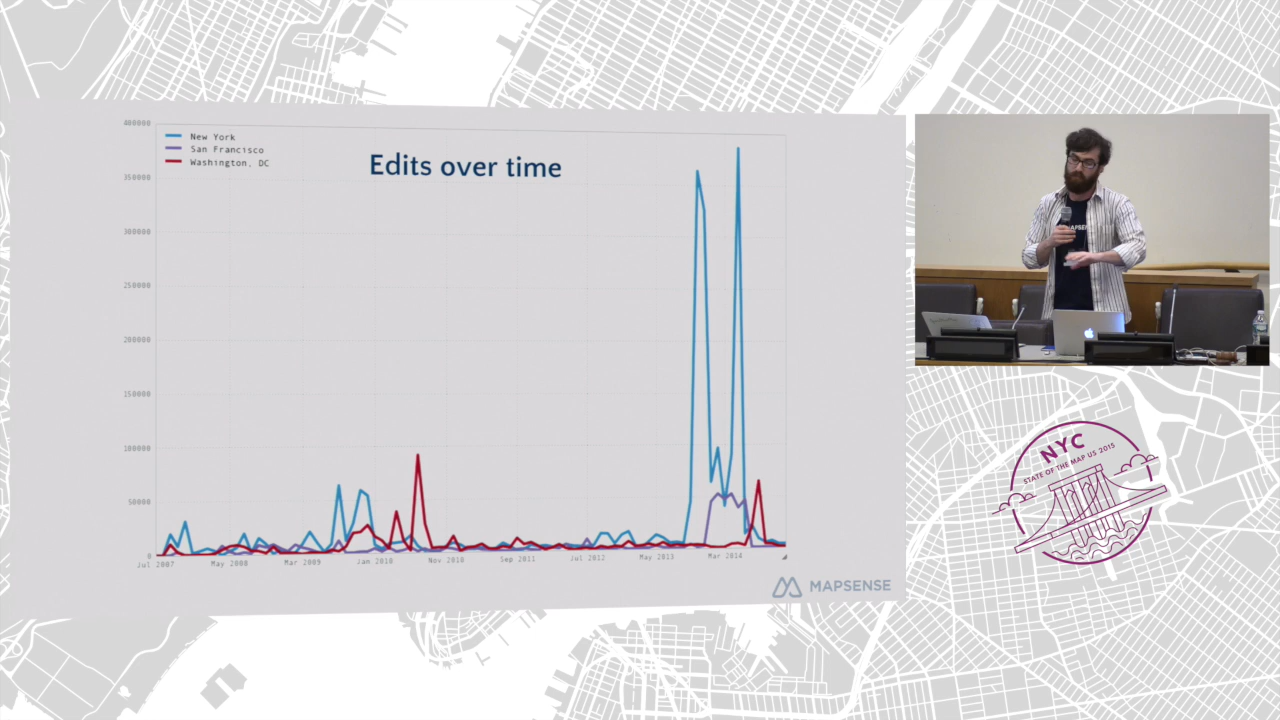 400000
350000
300000
250000
200000
150000
100000
50000
0
New York
San Francisco
Washington, DC
Edits over time
Jul 2007
May 2008
Mar 2009
Jan 2010
Nov 2010
Sep 2011
Jul 2012
May 2013
Mar 2014
MAPSENSE
NYC
STATE OF THE MAP US 2015